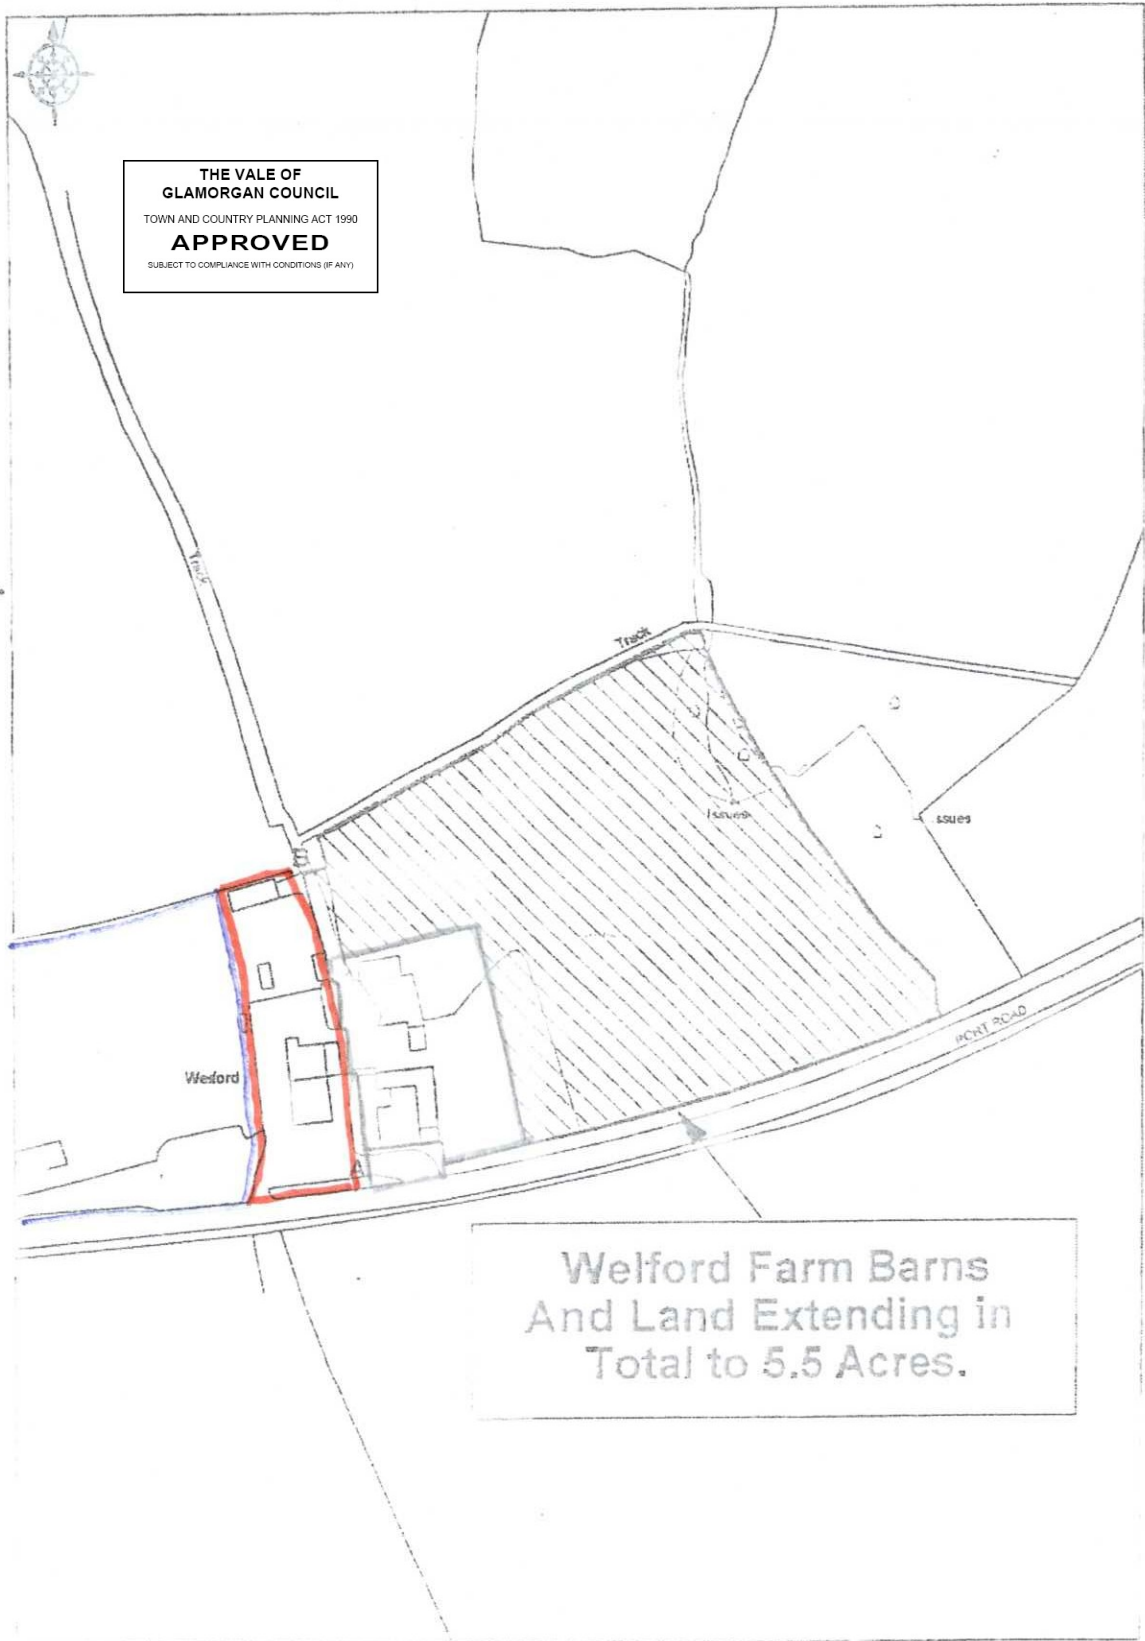 THE VALE OF
GLAMORGAN COUNCIL
TOWN AND COUNTRY PLANNING ACT 1990
APPROVED
SUBJECT TO COMPLIANCE WITH CONDITIONS (IF ANY)
Track
Track
Issues
ssues
B
PORT ROAD
Welford
A
Welford Farm Barns
And Land Extending in
Total to 5.5 Acres.